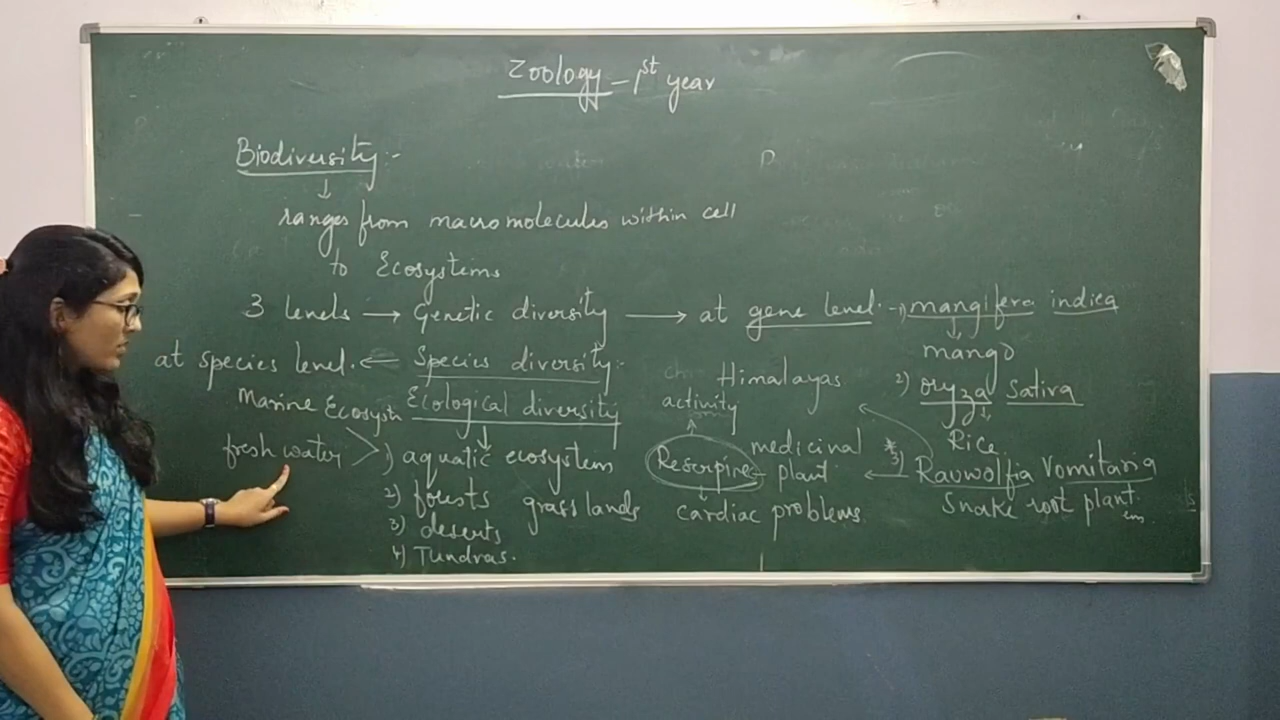 Zoology - 1st year
Biodiversity:-
↓
ranges from macromolecules within cell
to Ecosystems
3 levels → Genetic diversity → at gene level. 1) mangifera indica
↓
mango
at species level. ← Species diversity:-
Himalayas
2) oryza Sativa
↓
Rice
Marine Ecosystm
fresh water
Ecological diversity
↓
1) aquatic ecosystem
2) forests grasslands
3) deserts
4) Tundras.
activity
↑
Reserpine
↓
cardiac problems
medicinal
plant
←
* 3) Rauwolfia Vomitaria
Snake root plant